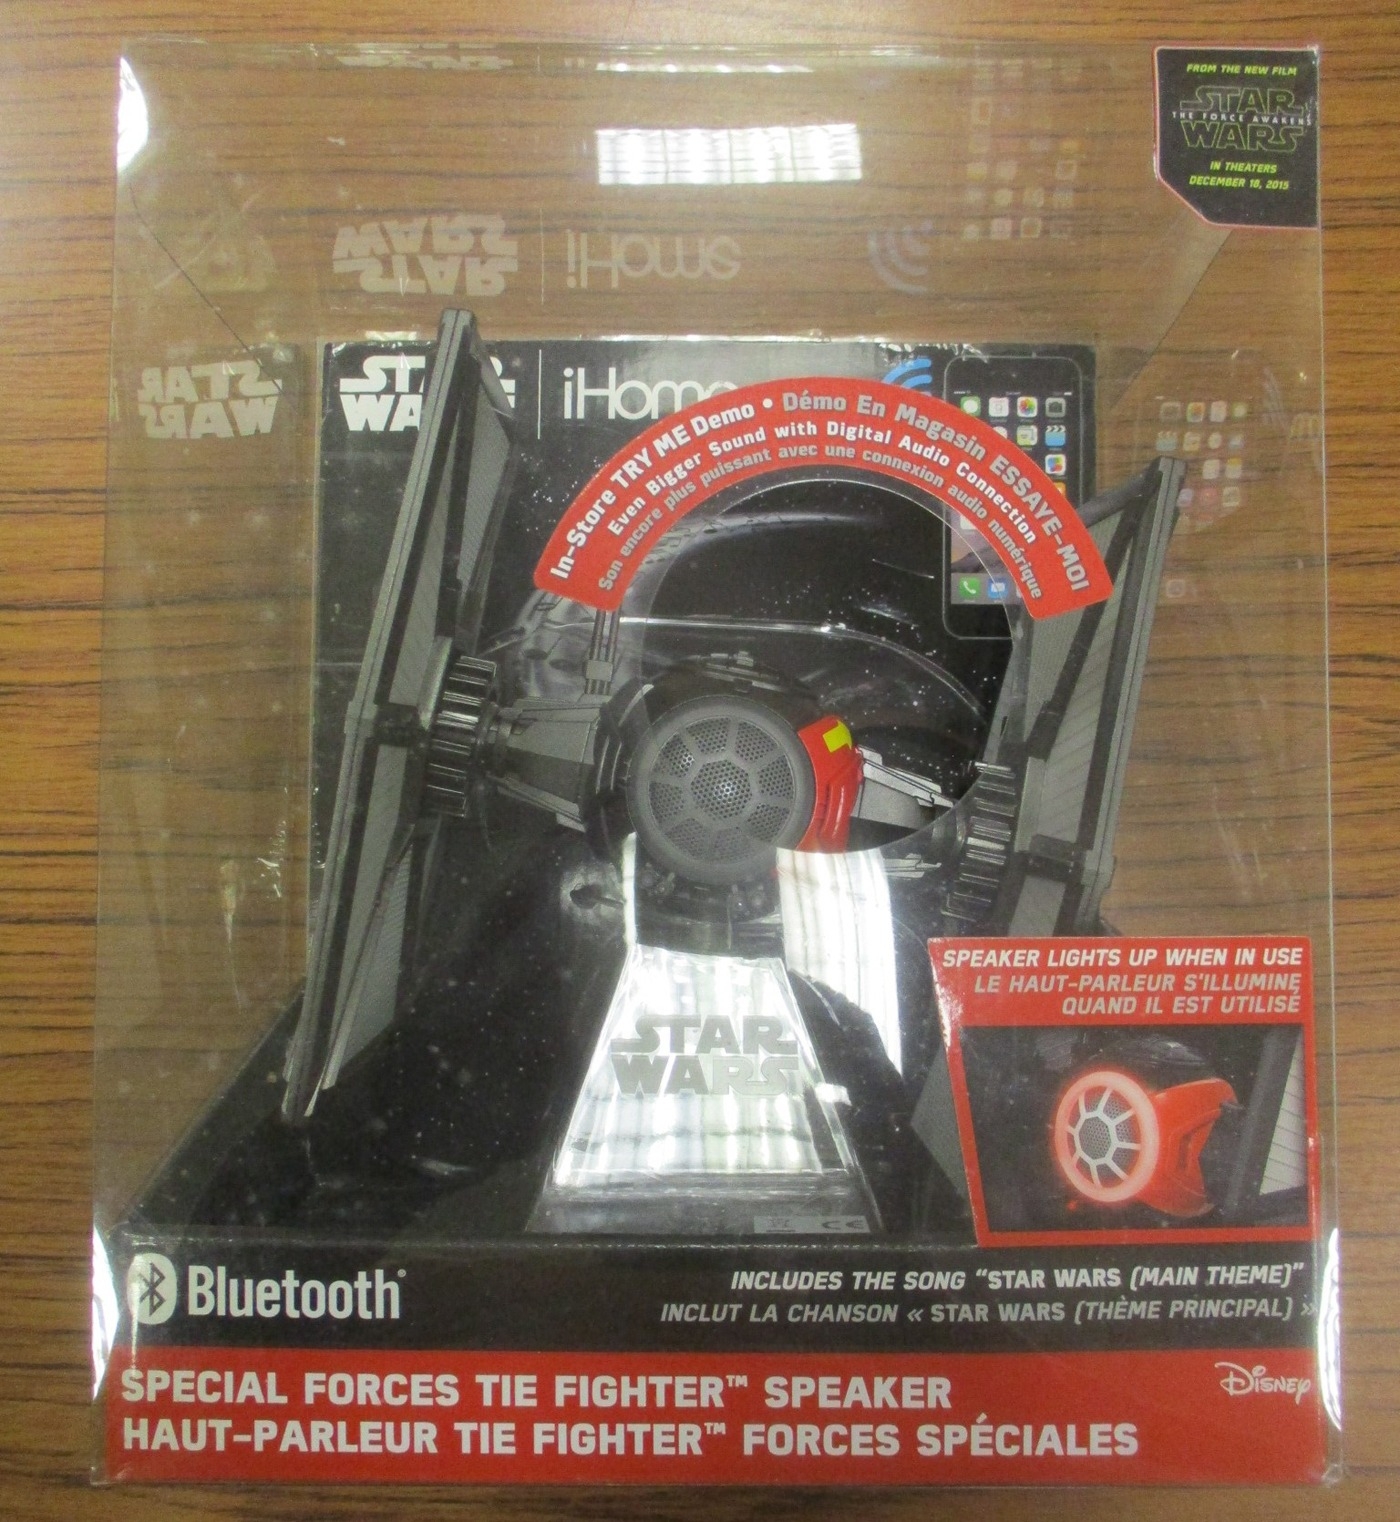 FROM THE NEW FILM
STAR
THE FORCE AWAKENS
WARS
IN THEATERS
DECEMBER 18, 2015
STAR
WARS
iHome
In-Store TRY ME Demo • Démo En Magasin ESSAYE-MOI
Even Bigger Sound with Digital Audio Connection
Son encore plus puissant avec une connexion audio numérique
SPEAKER LIGHTS UP WHEN IN USE
LE HAUT-PARLEUR S'ILLUMINE
QUAND IL EST UTILISÉ
STAR
WARS
CE
Bluetooth®
INCLUDES THE SONG “STAR WARS (MAIN THEME)”
INCLUT LA CHANSON « STAR WARS (THÈME PRINCIPAL) »
SPECIAL FORCES TIE FIGHTER™ SPEAKER
HAUT-PARLEUR TIE FIGHTER™ FORCES SPÉCIALES
Disney